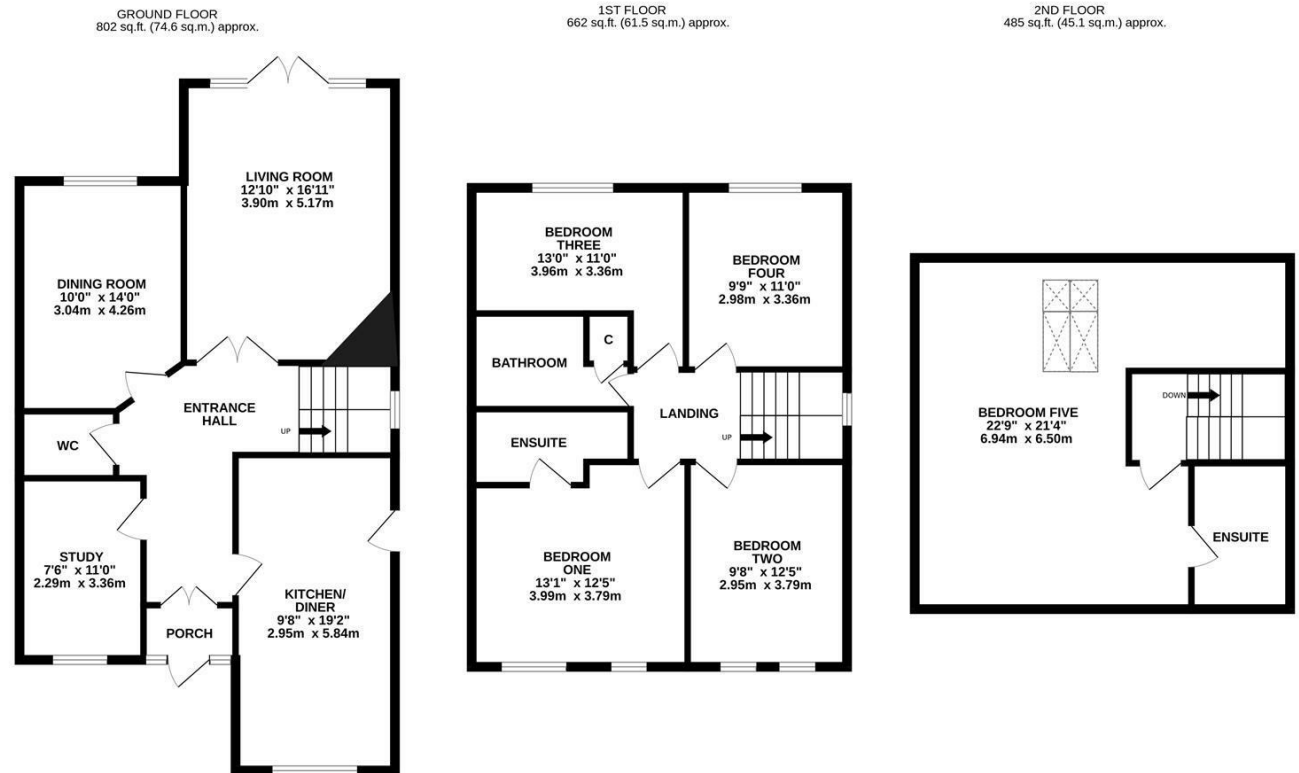 GROUND FLOOR
802 sq.ft. (74.6 sq.m.) approx.
LIVING ROOM
12'10" x 16'11"
3.90m x 5.17m
DINING ROOM
10'0" x 14'0"
3.04m x 4.26m
ENTRANCE
HALL
UP
WC
STUDY
7'6" x 11'0"
2.29m x 3.36m
KITCHEN/
DINER
9'8" x 19'2"
2.95m x 5.84m
PORCH
1ST FLOOR
662 sq.ft. (61.5 sq.m.) approx.
BEDROOM
THREE
13'0" x 11'0"
3.96m x 3.36m
BEDROOM
FOUR
9'9" x 11'0"
2.98m x 3.36m
C
BATHROOM
LANDING
UP
ENSUITE
BEDROOM
ONE
13'1" x 12'5"
3.99m x 3.79m
BEDROOM
TWO
9'8" x 12'5"
2.95m x 3.79m
2ND FLOOR
485 sq.ft. (45.1 sq.m.) approx.
DOWN
BEDROOM FIVE
22'9" x 21'4"
6.94m x 6.50m
ENSUITE